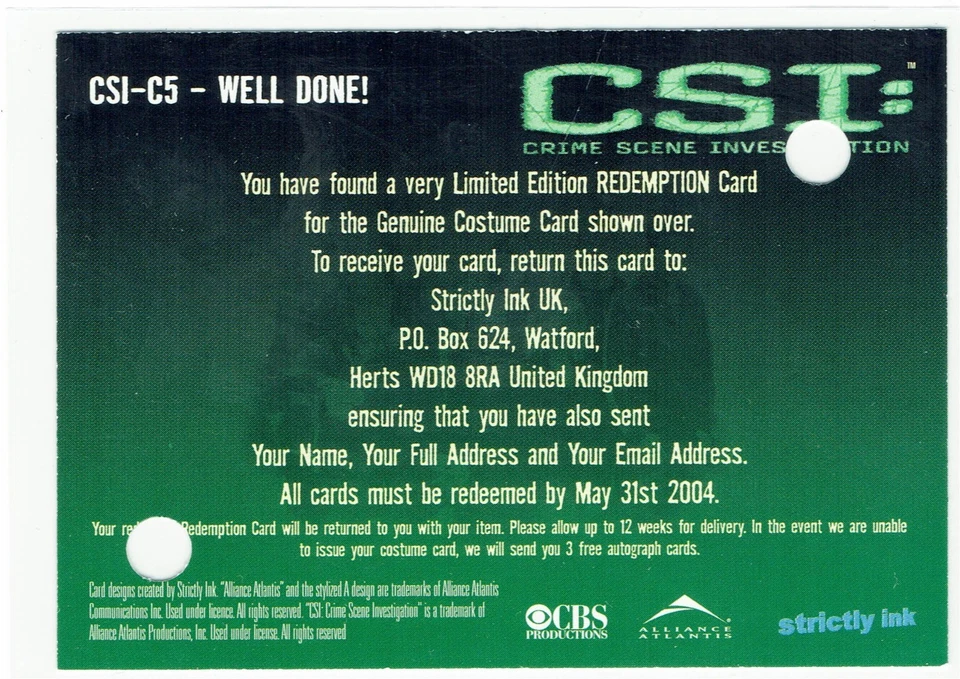 CSI-C5 - WELL DONE!
CSI:™
CRIME SCENE INVES TION
You have found a very Limited Edition REDEMPTION Card
for the Genuine Costume Card shown over.
To receive your card, return this card to:
Strictly Ink UK,
P.O. Box 624, Watford,
Herts WD18 8RA United Kingdom
ensuring that you have also sent
Your Name, Your Full Address and Your Email Address.
All cards must be redeemed by May 31st 2004.
Your re Redemption Card will be returned to you with your item. Please allow up to 12 weeks for delivery. In the event we are unable
to issue your costume card, we will send you 3 free autograph cards.
Card designs created by Strictly Ink. "Alliance Atlantis" and the stylized A design are trademarks of Alliance Atlantis
Communications Inc. Used under licence. All rights reserved. "CSI: Crime Scene Investigation" is a trademark of
Alliance Atlantis Productions, Inc. Used under license. All rights reserved
CBS
PRODUCTIONS
ALLIANCE
ATLANTIS
strictly ink